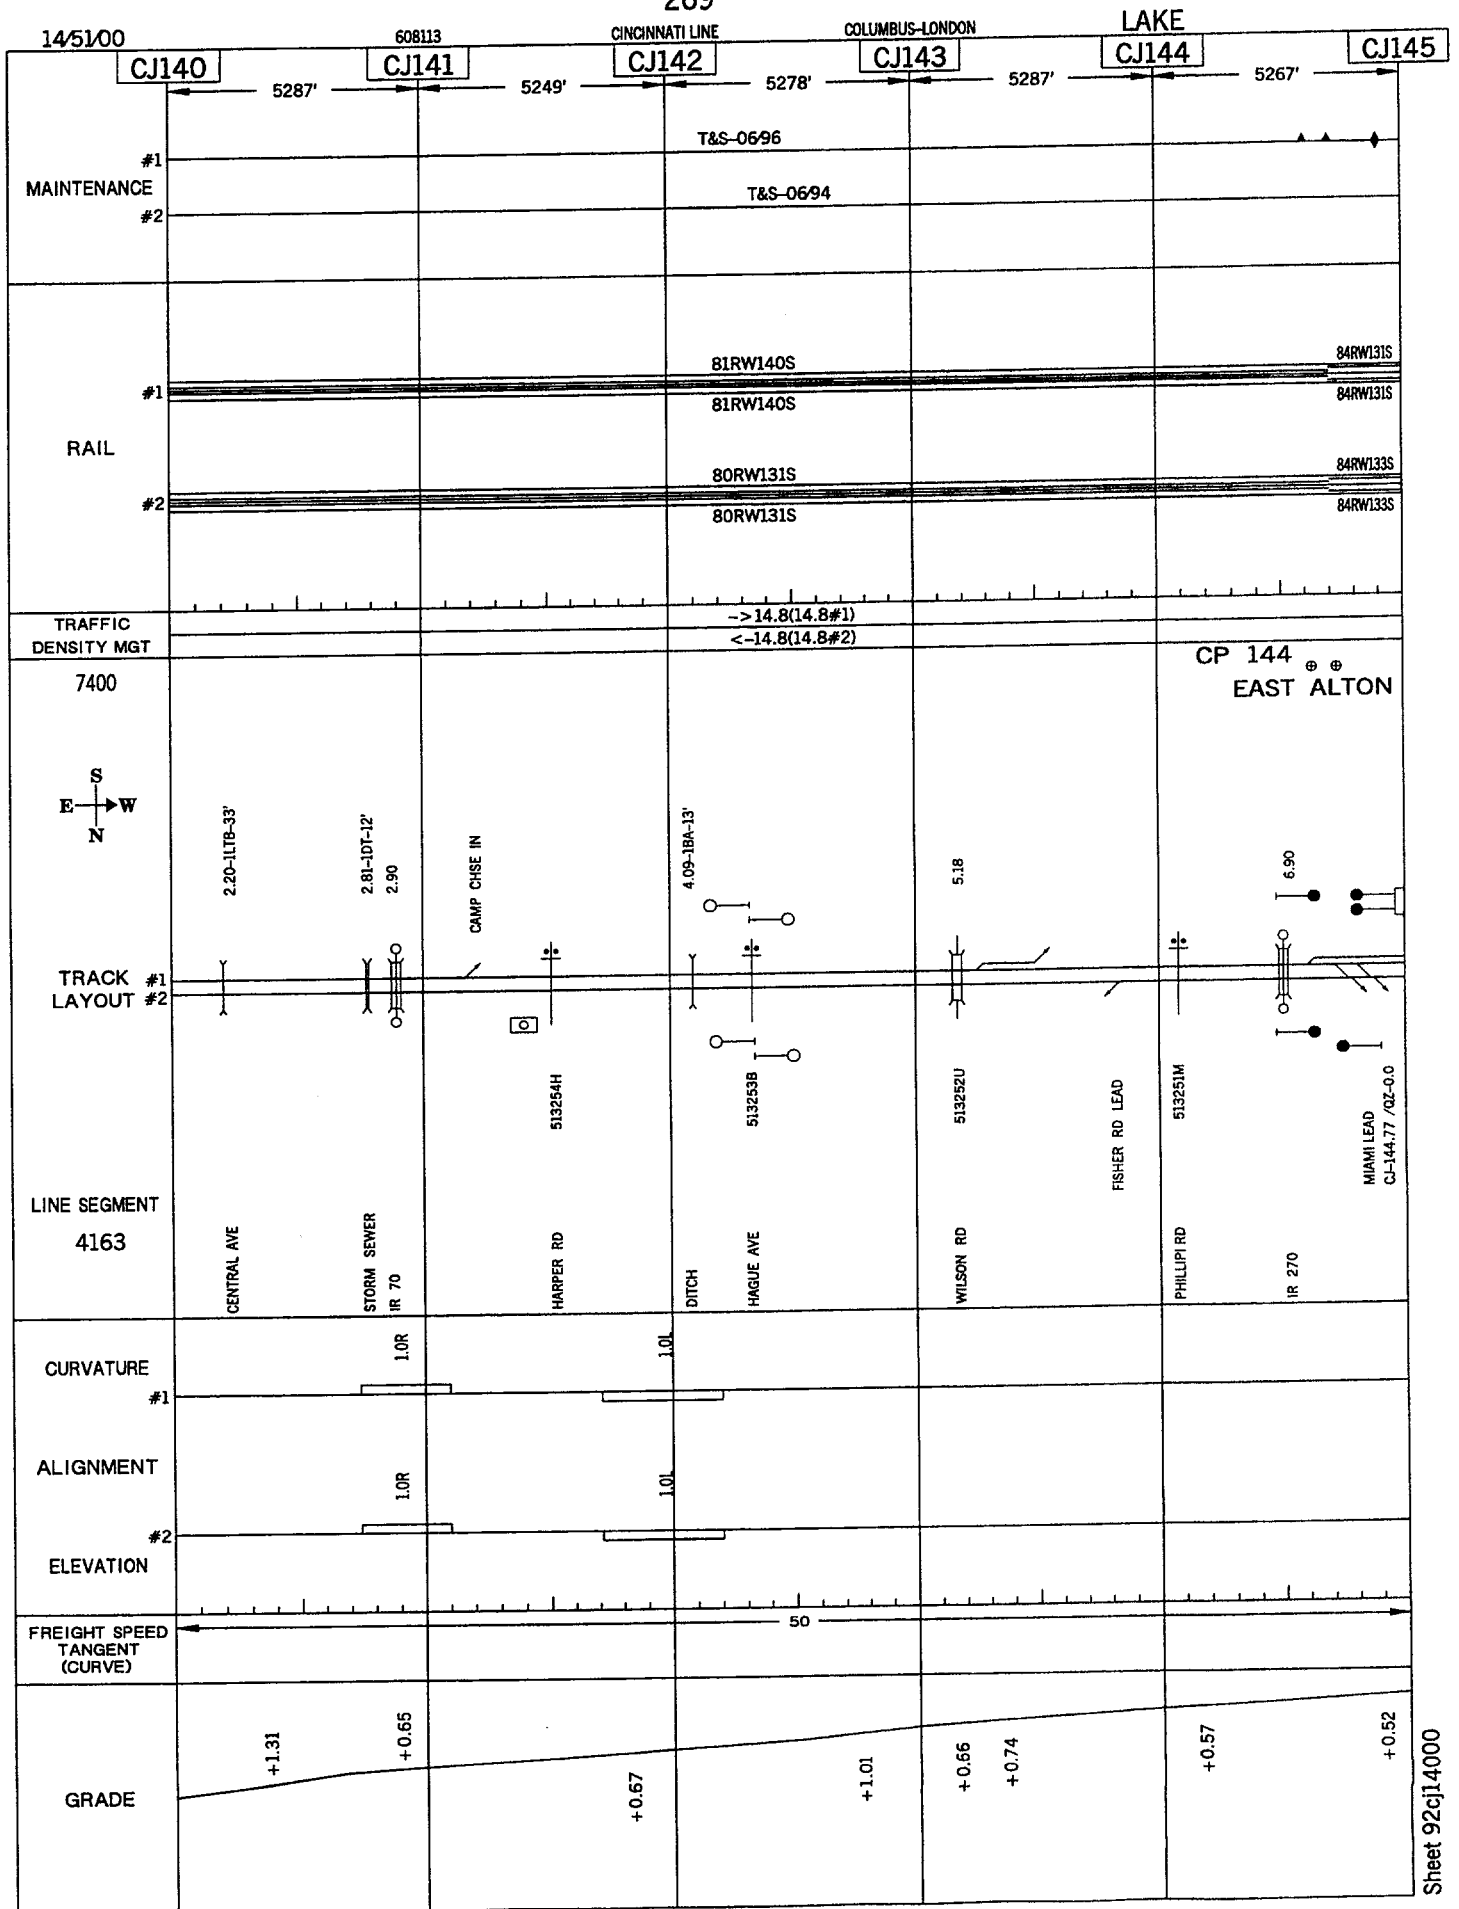 269
14/51/00 608113 CINCINNATI LINE COLUMBUS-LONDON LAKE
CJ140 CJ141 CJ142 CJ143 CJ144 CJ145
5287' 5249' 5278' 5287' 5267'
T&S-06/96
#1
MAINTENANCE
T&S-06/94
#2
81RW140S 84RW131S
#1
81RW140S 84RW131S
RAIL
80RW131S 84RW133S
#2
80RW131S 84RW133S
TRAFFIC
DENSITY MGT
->14.8(14.8#1)
<-14.8(14.8#2)
7400
CP 144
EAST ALTON
S
E W
N
2.20-1LTB-33'
2.81-1DT-12'
2.90
CAMP CHSE IN
4.09-1BA-13'
5.18
6.90
TRACK #1
LAYOUT #2
513254H
513253B
513252U
FISHER RD LEAD
513251M
MIAMI LEAD
CJ-144.77 /QZ-0.0
LINE SEGMENT
4163
CENTRAL AVE
STORM SEWER
IR 70
HARPER RD
DITCH
HAGUE AVE
WILSON RD
PHILLIPI RD
IR 270
CURVATURE
1.0R 1.0L
#1
ALIGNMENT
1.0R 1.0L
#2
ELEVATION
FREIGHT SPEED
TANGENT
(CURVE)
50
GRADE
+1.31
+0.65
+0.67
+1.01
+0.66
+0.74
+0.57
+0.52
Sheet 92cj14000